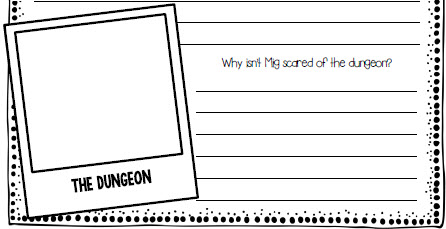 Why isn't Mig scared of the dungeon?
THE DUNGEON